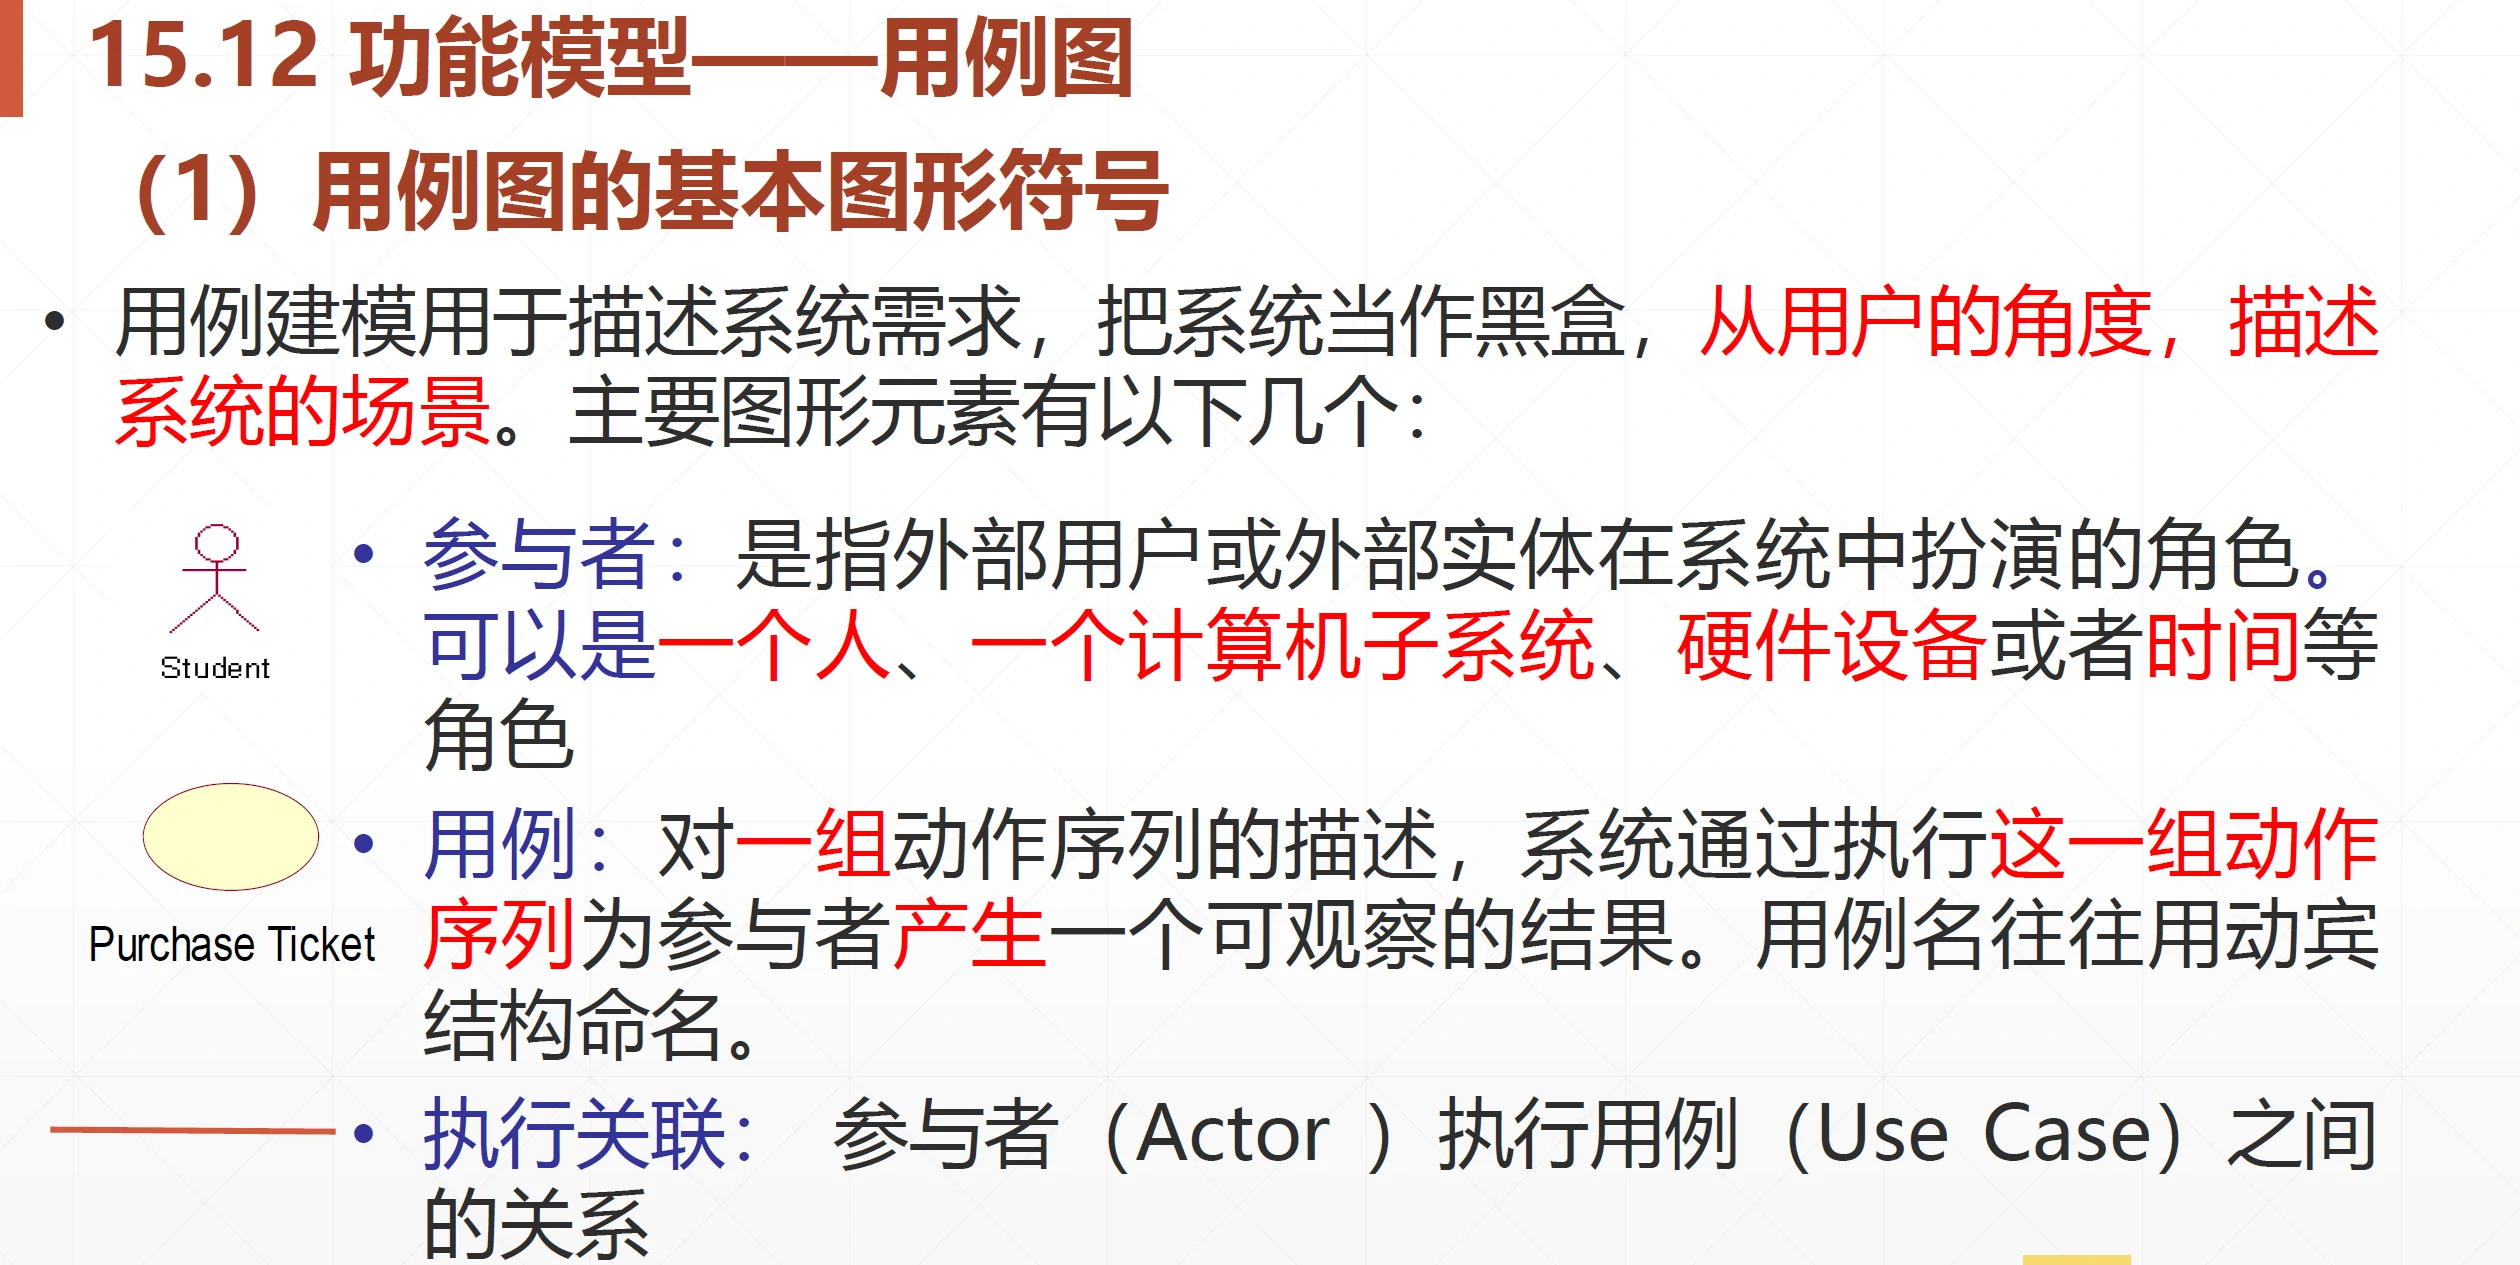 15.12 功能模型——用例图
（1）用例图的基本图形符号
• 用例建模用于描述系统需求，把系统当作黑盒，从用户的角度，描述
系统的场景。主要图形元素有以下几个：
Student
• 参与者：是指外部用户或外部实体在系统中扮演的角色。
可以是一个人、一个计算机子系统、硬件设备或者时间等
角色
• 用例：对一组动作序列的描述，系统通过执行这一组动作
序列为参与者产生一个可观察的结果。用例名往往用动宾
结构命名。
Purchase Ticket
• 执行关联： 参与者（Actor ）执行用例（Use Case）之间
的关系